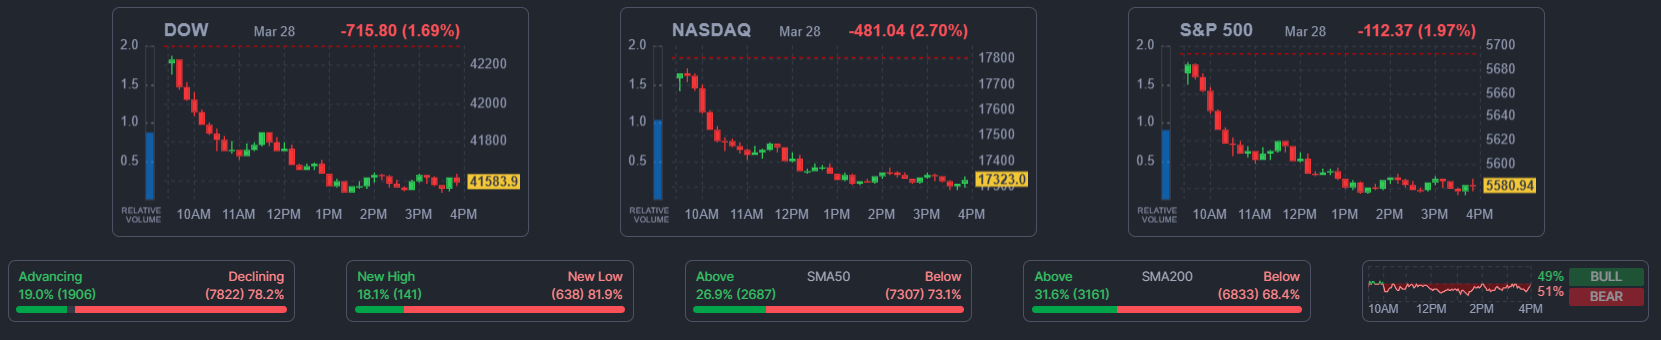 DOW Mar 28 -715.80 (1.69%)
2.0
1.5
1.0
0.5
42200
42000
41800
41583.9
RELATIVE
VOLUME
10AM 11AM 12PM 1PM 2PM 3PM 4PM
NASDAQ Mar 28 -481.04 (2.70%)
2.0
1.5
1.0
0.5
17800
17700
17600
17500
17400
17323.0
RELATIVE
VOLUME
10AM 11AM 12PM 1PM 2PM 3PM 4PM
S&P 500 Mar 28 -112.37 (1.97%)
2.0
1.5
1.0
0.5
5700
5680
5660
5640
5620
5600
5580.94
RELATIVE
VOLUME
10AM 11AM 12PM 1PM 2PM 3PM 4PM
Advancing Declining
19.0% (1906) (7822) 78.2%
New High New Low
18.1% (141) (638) 81.9%
Above SMA50 Below
26.9% (2687) (7307) 73.1%
Above SMA200 Below
31.6% (3161) (6833) 68.4%
49% BULL
51% BEAR
10AM 12PM 2PM 4PM